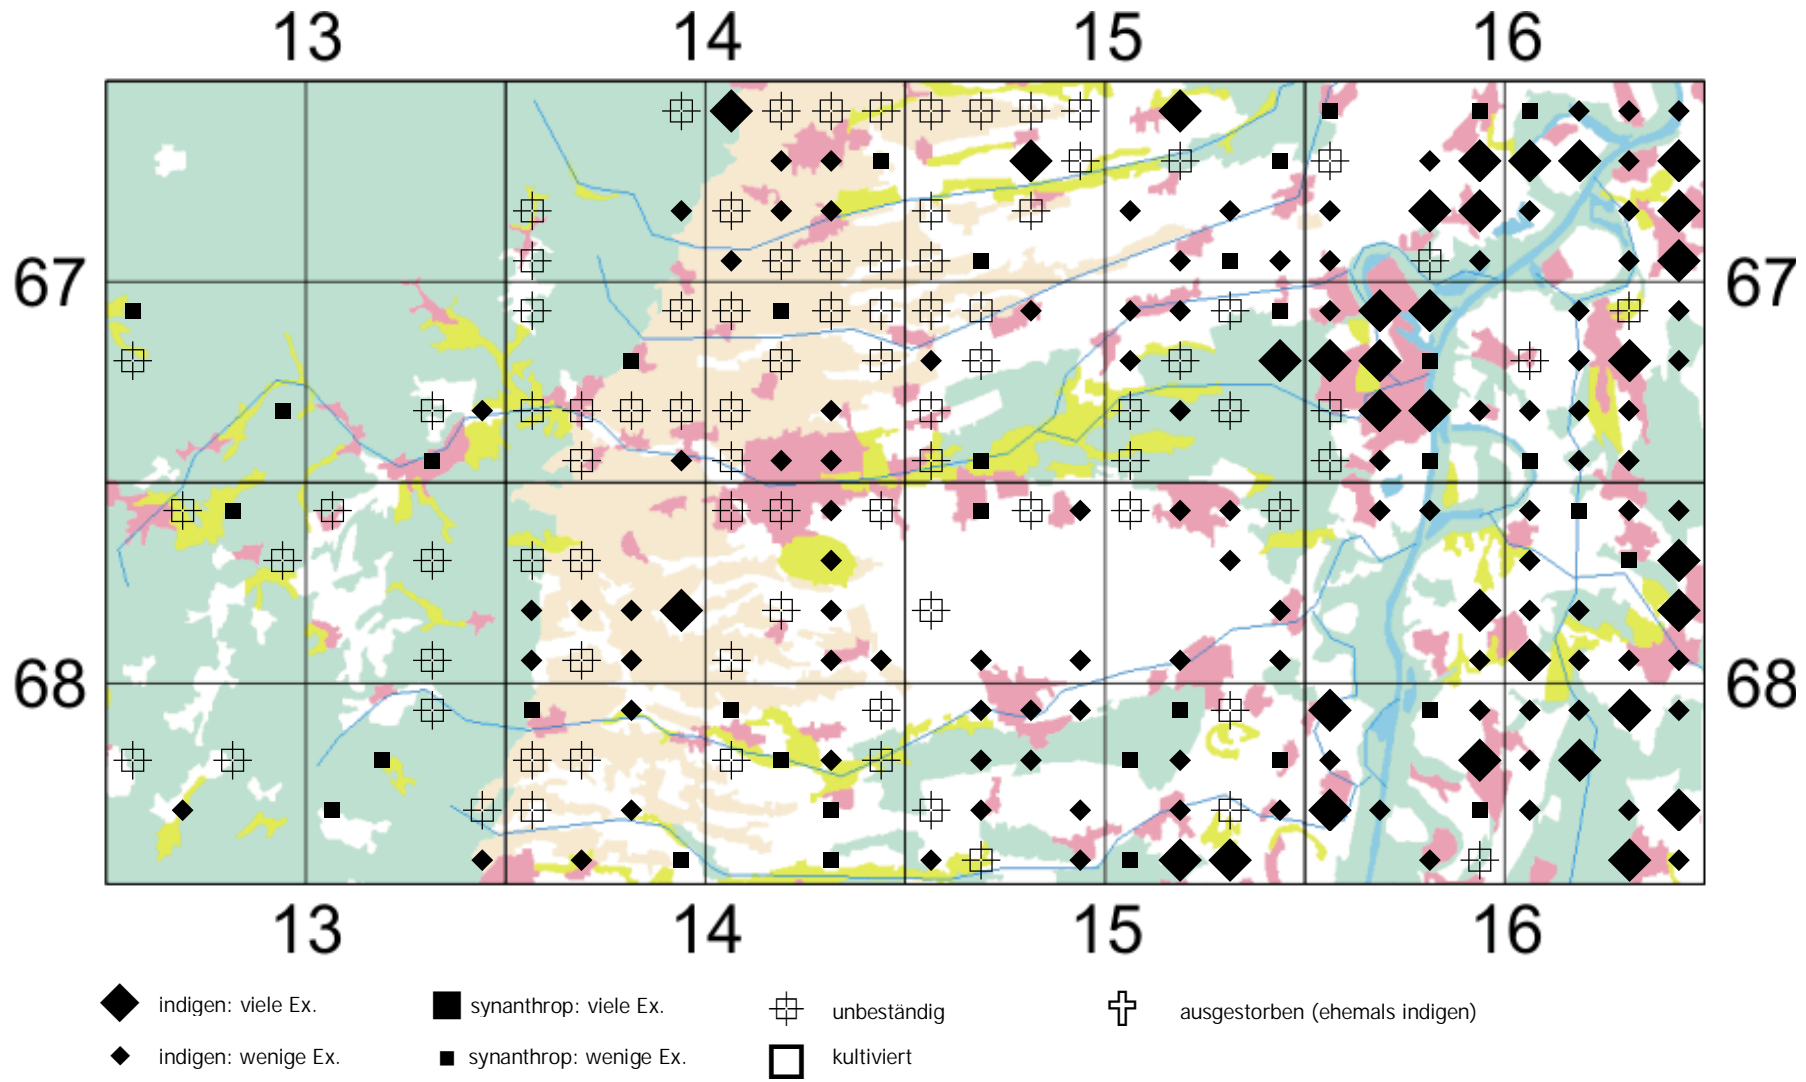 13 14 15 16
67 67
68 68
13 14 15 16
indigen: viele Ex. synanthrop: viele Ex. unbeständig ausgestorben (ehemals indigen)
indigen: wenige Ex. synanthrop: wenige Ex. kultiviert